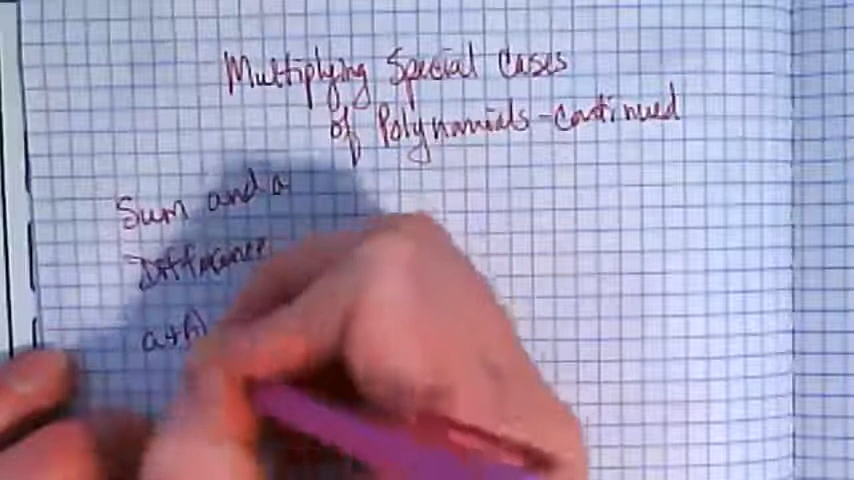 Multiplying Special Cases
of Polynomials - continued
Sum and a
Difference
a+b)